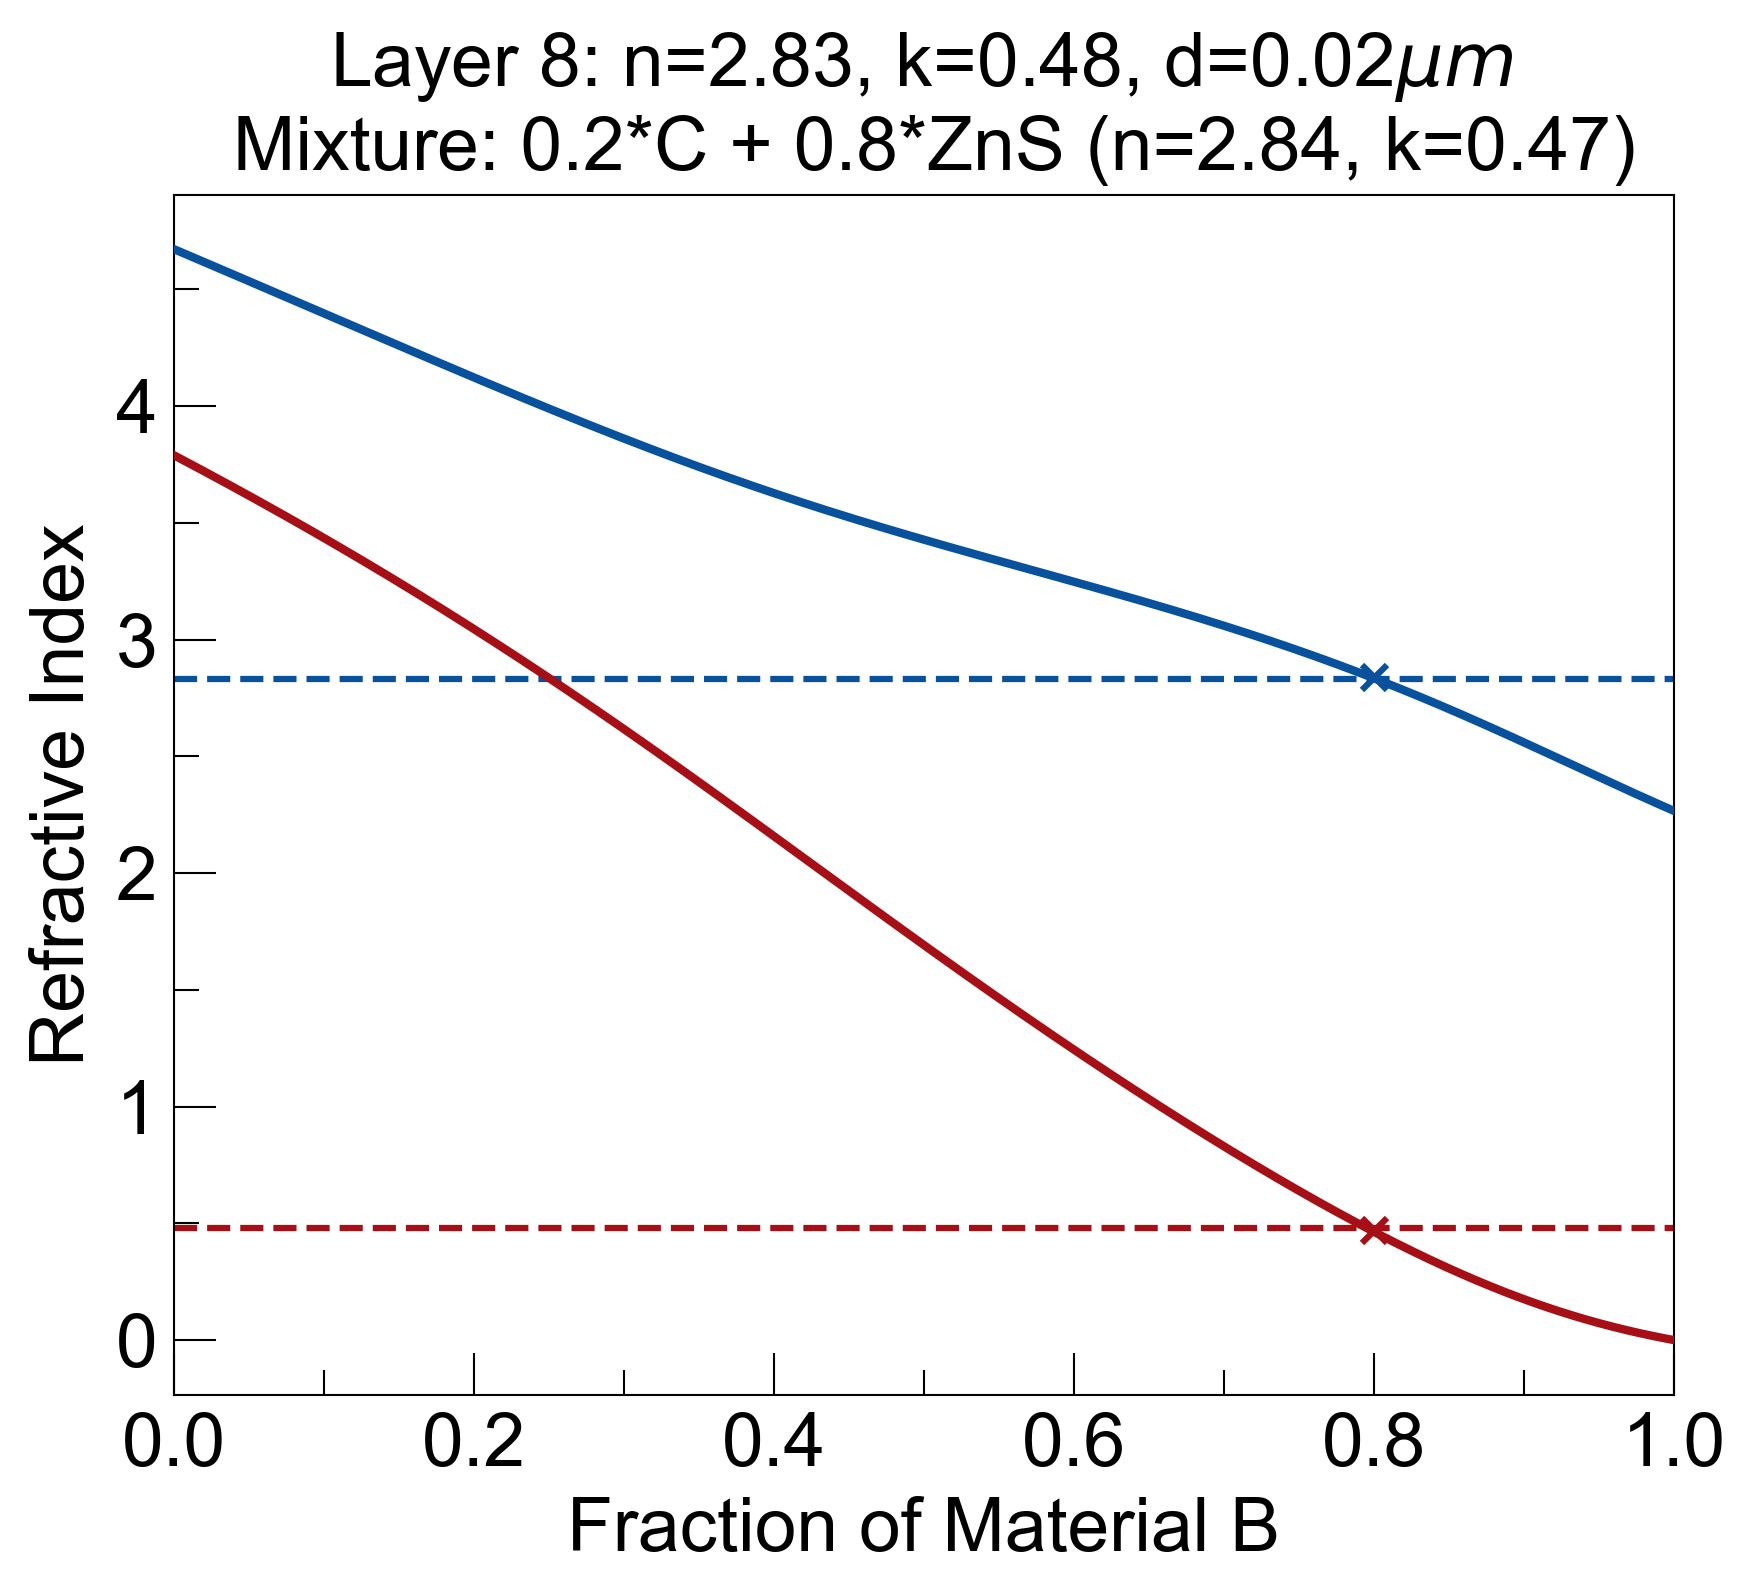 Layer 8: n=2.83, k=0.48, d=0.02μm
Mixture: 0.2*C + 0.8*ZnS (n=2.84, k=0.47)
Refractive Index
4
3
2
1
0
0.0 0.2 0.4 0.6 0.8 1.0
Fraction of Material B